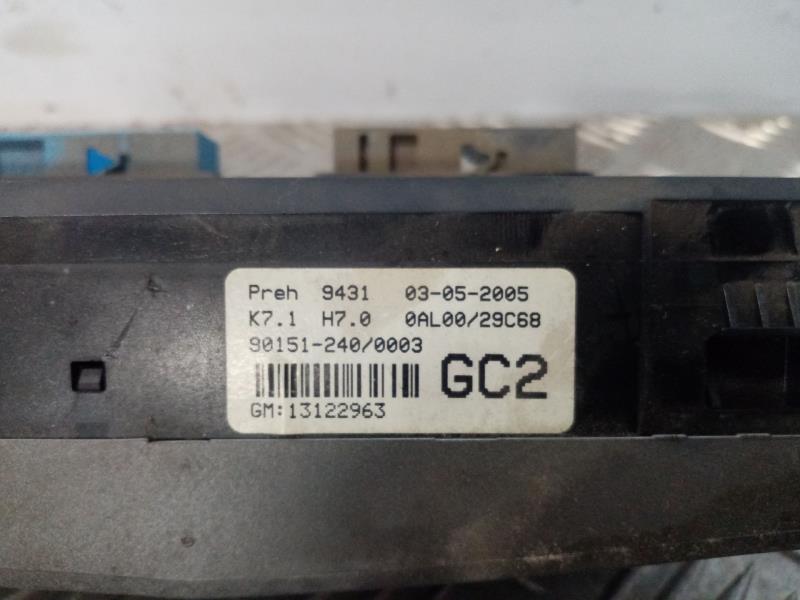 Preh 9431 03-05-2005
K7.1 H7.0 0AL00/29C68
90151-240/0003
GC2
GM:13122963